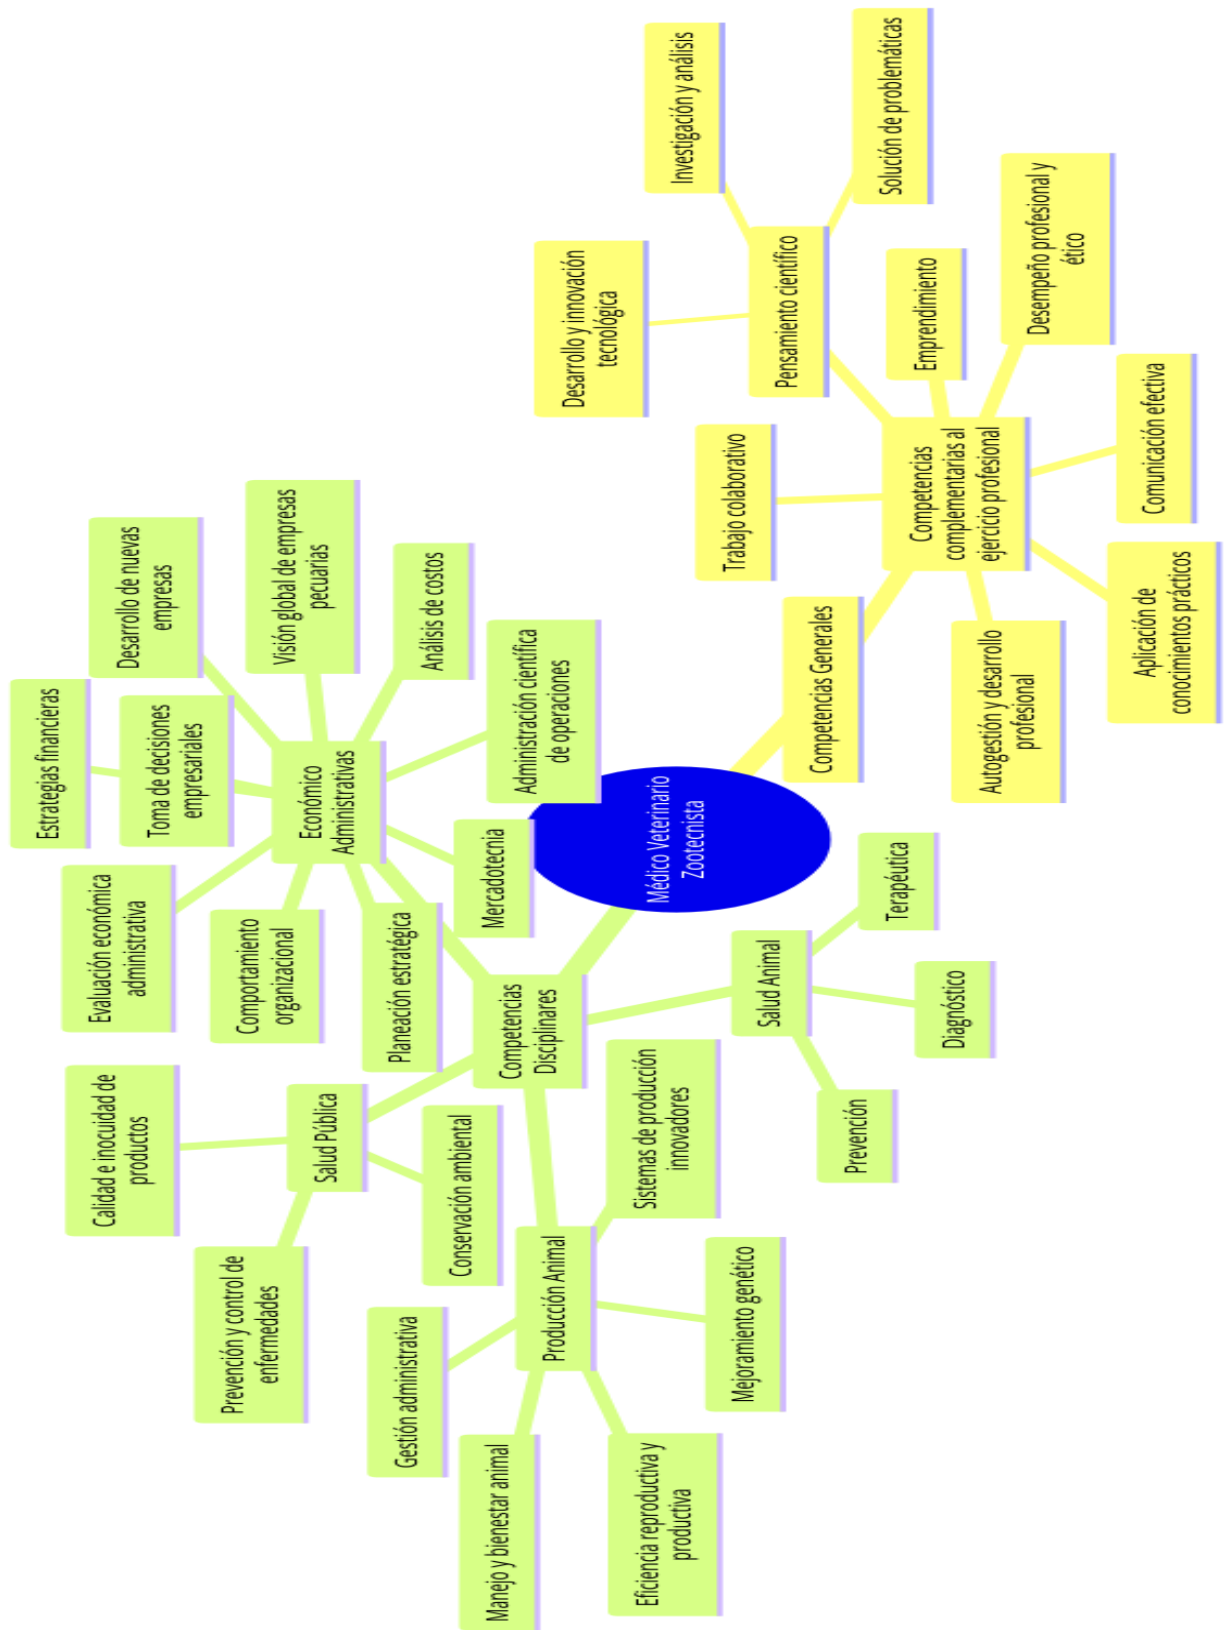 Estrategias financieras
Desarrollo de nuevas
empresas
Toma de decisiones
empresariales
Evaluación económica
administrativa
Visión global de empresas
pecuarias
Económico
Administrativas
Análisis de costos
Comportamiento
organizacional
Planeación estratégica
Mercadotecnia
Administración científica
de operaciones
Calidad e inocuidad de
productos
Salud Pública
Prevención y control de
enfermedades
Conservación ambiental
Competencias
Disciplinares
Gestión administrativa
Manejo y bienestar animal
Producción Animal
Sistemas de producción
innovadores
Eficiencia reproductiva y
productiva
Mejoramiento genético
Médico Veterinario
Zootecnista
Salud Animal
Terapéutica
Diagnóstico
Prevención
Competencias Generales
Trabajo colaborativo
Desarrollo y innovación
tecnológica
Investigación y análisis
Pensamiento científico
Solución de problemáticas
Emprendimiento
Competencias
complementarias al
ejercicio profesional
Desempeño profesional y
ético
Comunicación efectiva
Autogestión y desarrollo
profesional
Aplicación de
conocimientos prácticos